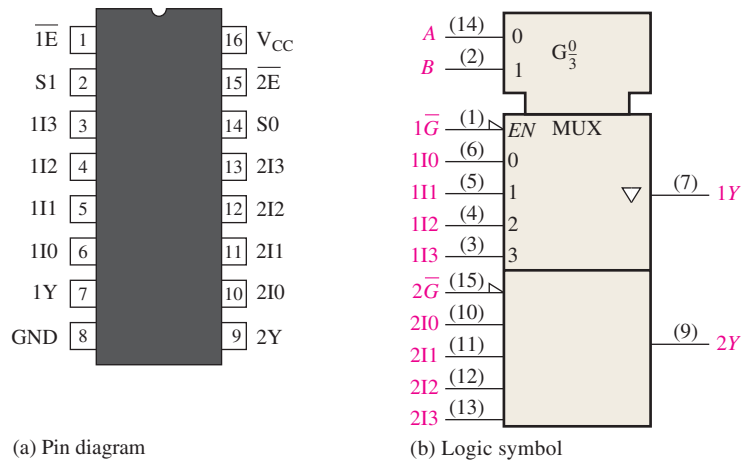 1E̅ 1 16 V_CC
S1 2 15 2E̅
1I3 3 14 S0
1I2 4 13 2I3
1I1 5 12 2I2
1I0 6 11 2I1
1Y 7 10 2I0
GND 8 9 2Y
(a) Pin diagram
A (14) 0 G 0/3
B (2) 1
1G̅ (1) EN MUX
1I0 (6) 0
1I1 (5) 1 (7) 1Y
1I2 (4) 2
1I3 (3) 3
2G̅ (15)
2I0 (10)
2I1 (11) (9) 2Y
2I2 (12)
2I3 (13)
(b) Logic symbol